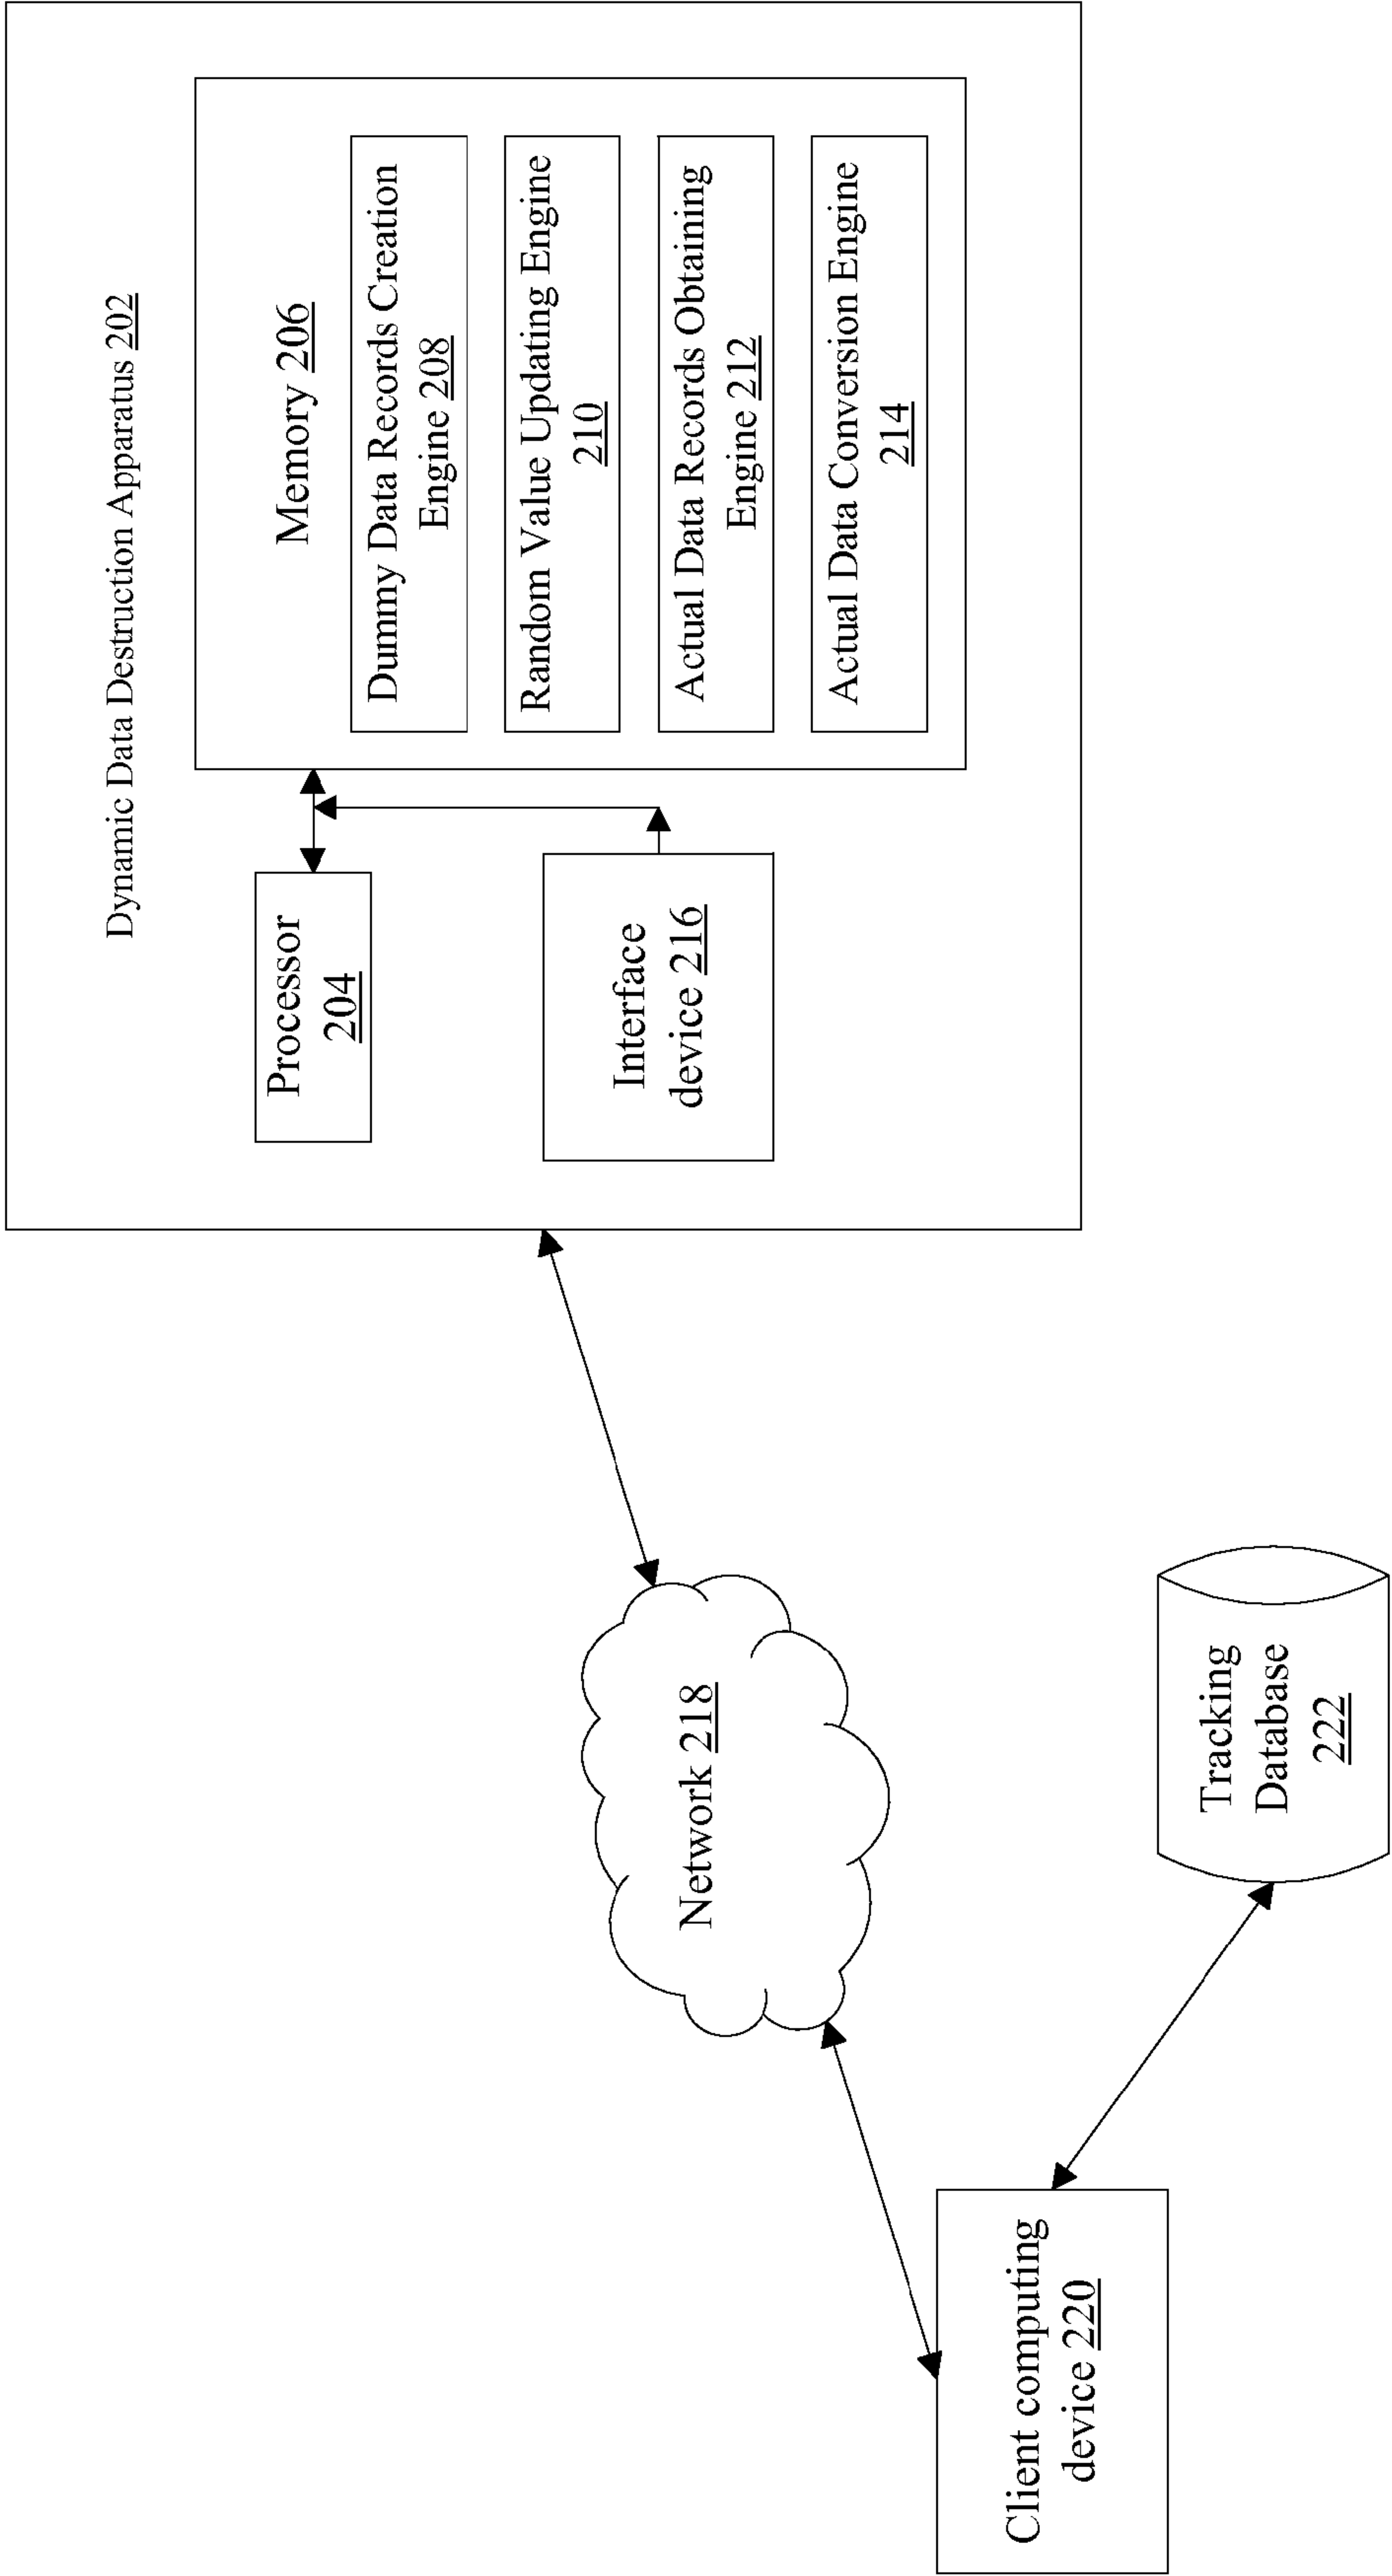 Dynamic Data Destruction Apparatus 202
Memory 206
Dummy Data Records Creation
Engine 208
Random Value Updating Engine
210
Actual Data Records Obtaining
Engine 212
Actual Data Conversion Engine
214
Processor
204
Interface
device 216
Network 218
Client computing
device 220
Tracking
Database
222